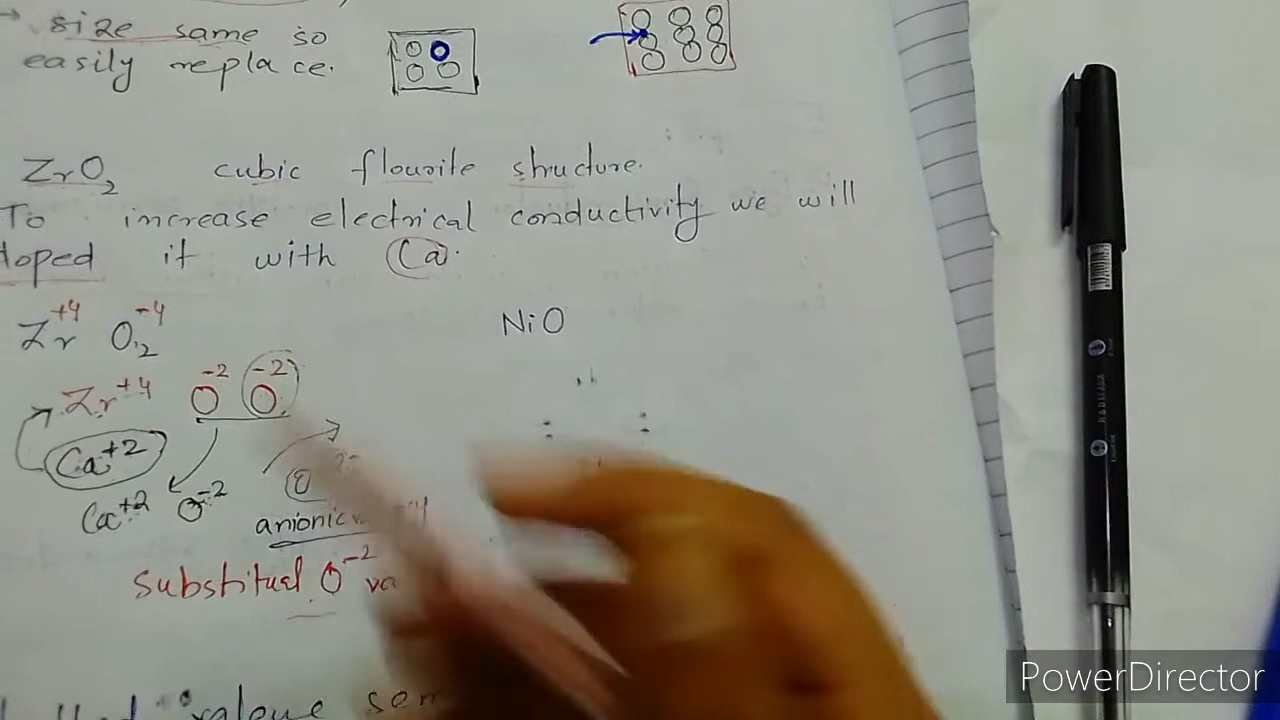 → size same so
easily replace.
ZrO2 cubic flourite structure.
To increase electrical conductivity we will
doped it with Ca.
Zr+4 O2-4
NiO
Zr+4 O-2 O-2
Ca+2
Ca+2 O-2
anionic
substitual O-2
PowerDirector